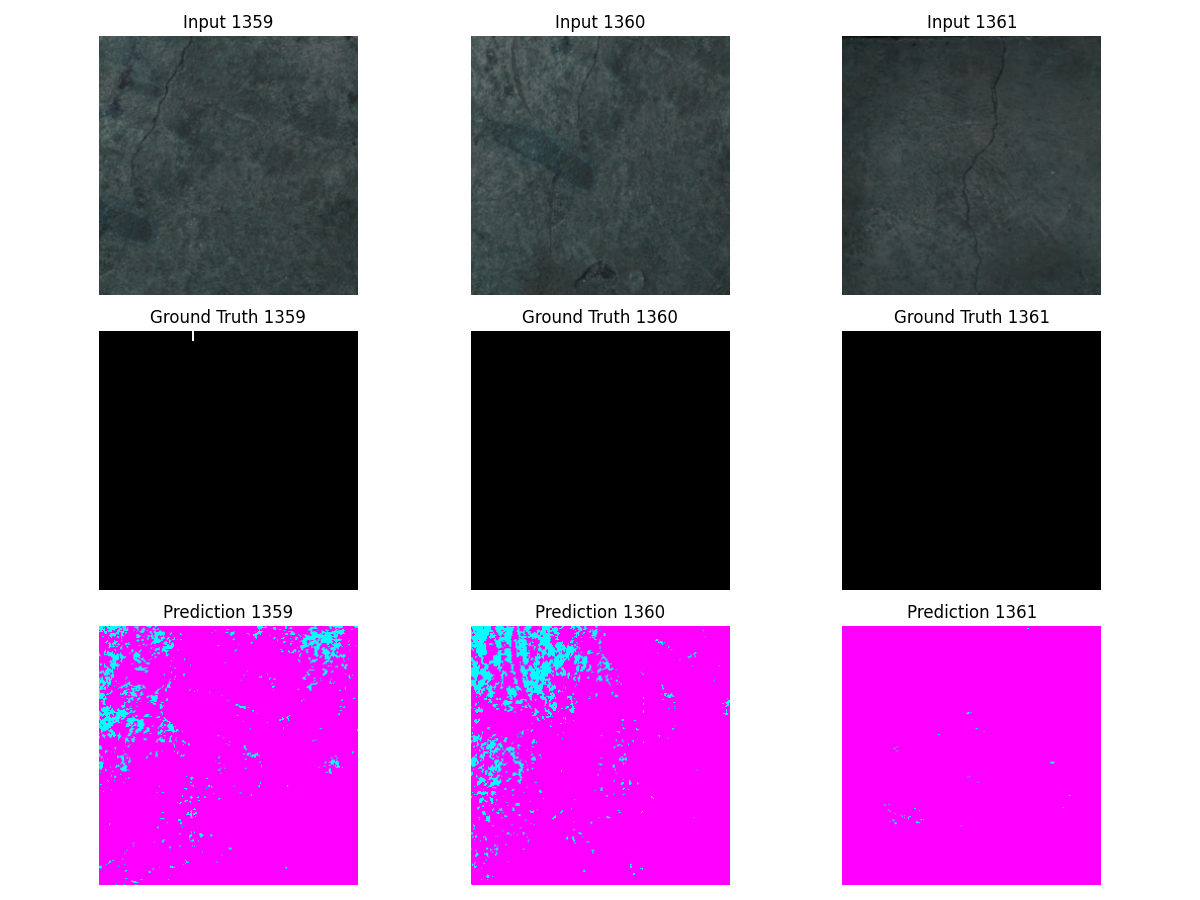 Input 1359
Input 1360
Input 1361
Ground Truth 1359
Ground Truth 1360
Ground Truth 1361
Prediction 1359
Prediction 1360
Prediction 1361